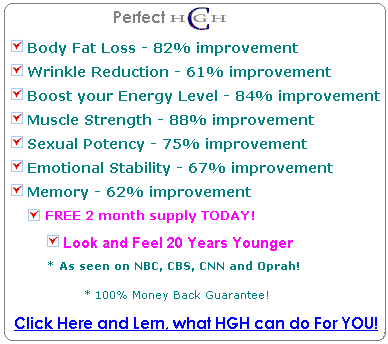 Perfect HGH
Body Fat Loss - 82% improvement
Wrinkle Reduction - 61% improvement
Boost your Energy Level - 84% improvement
Muscle Strength - 88% improvement
Sexual Potency - 75% improvement
Emotional Stability - 67% improvement
Memory - 62% improvement
FREE 2 month supply TODAY!
Look and Feel 20 Years Younger
* As seen on NBC, CBS, CNN and Oprah!
* 100% Money Back Guarantee!
Click Here and Lern, what HGH can do For YOU!